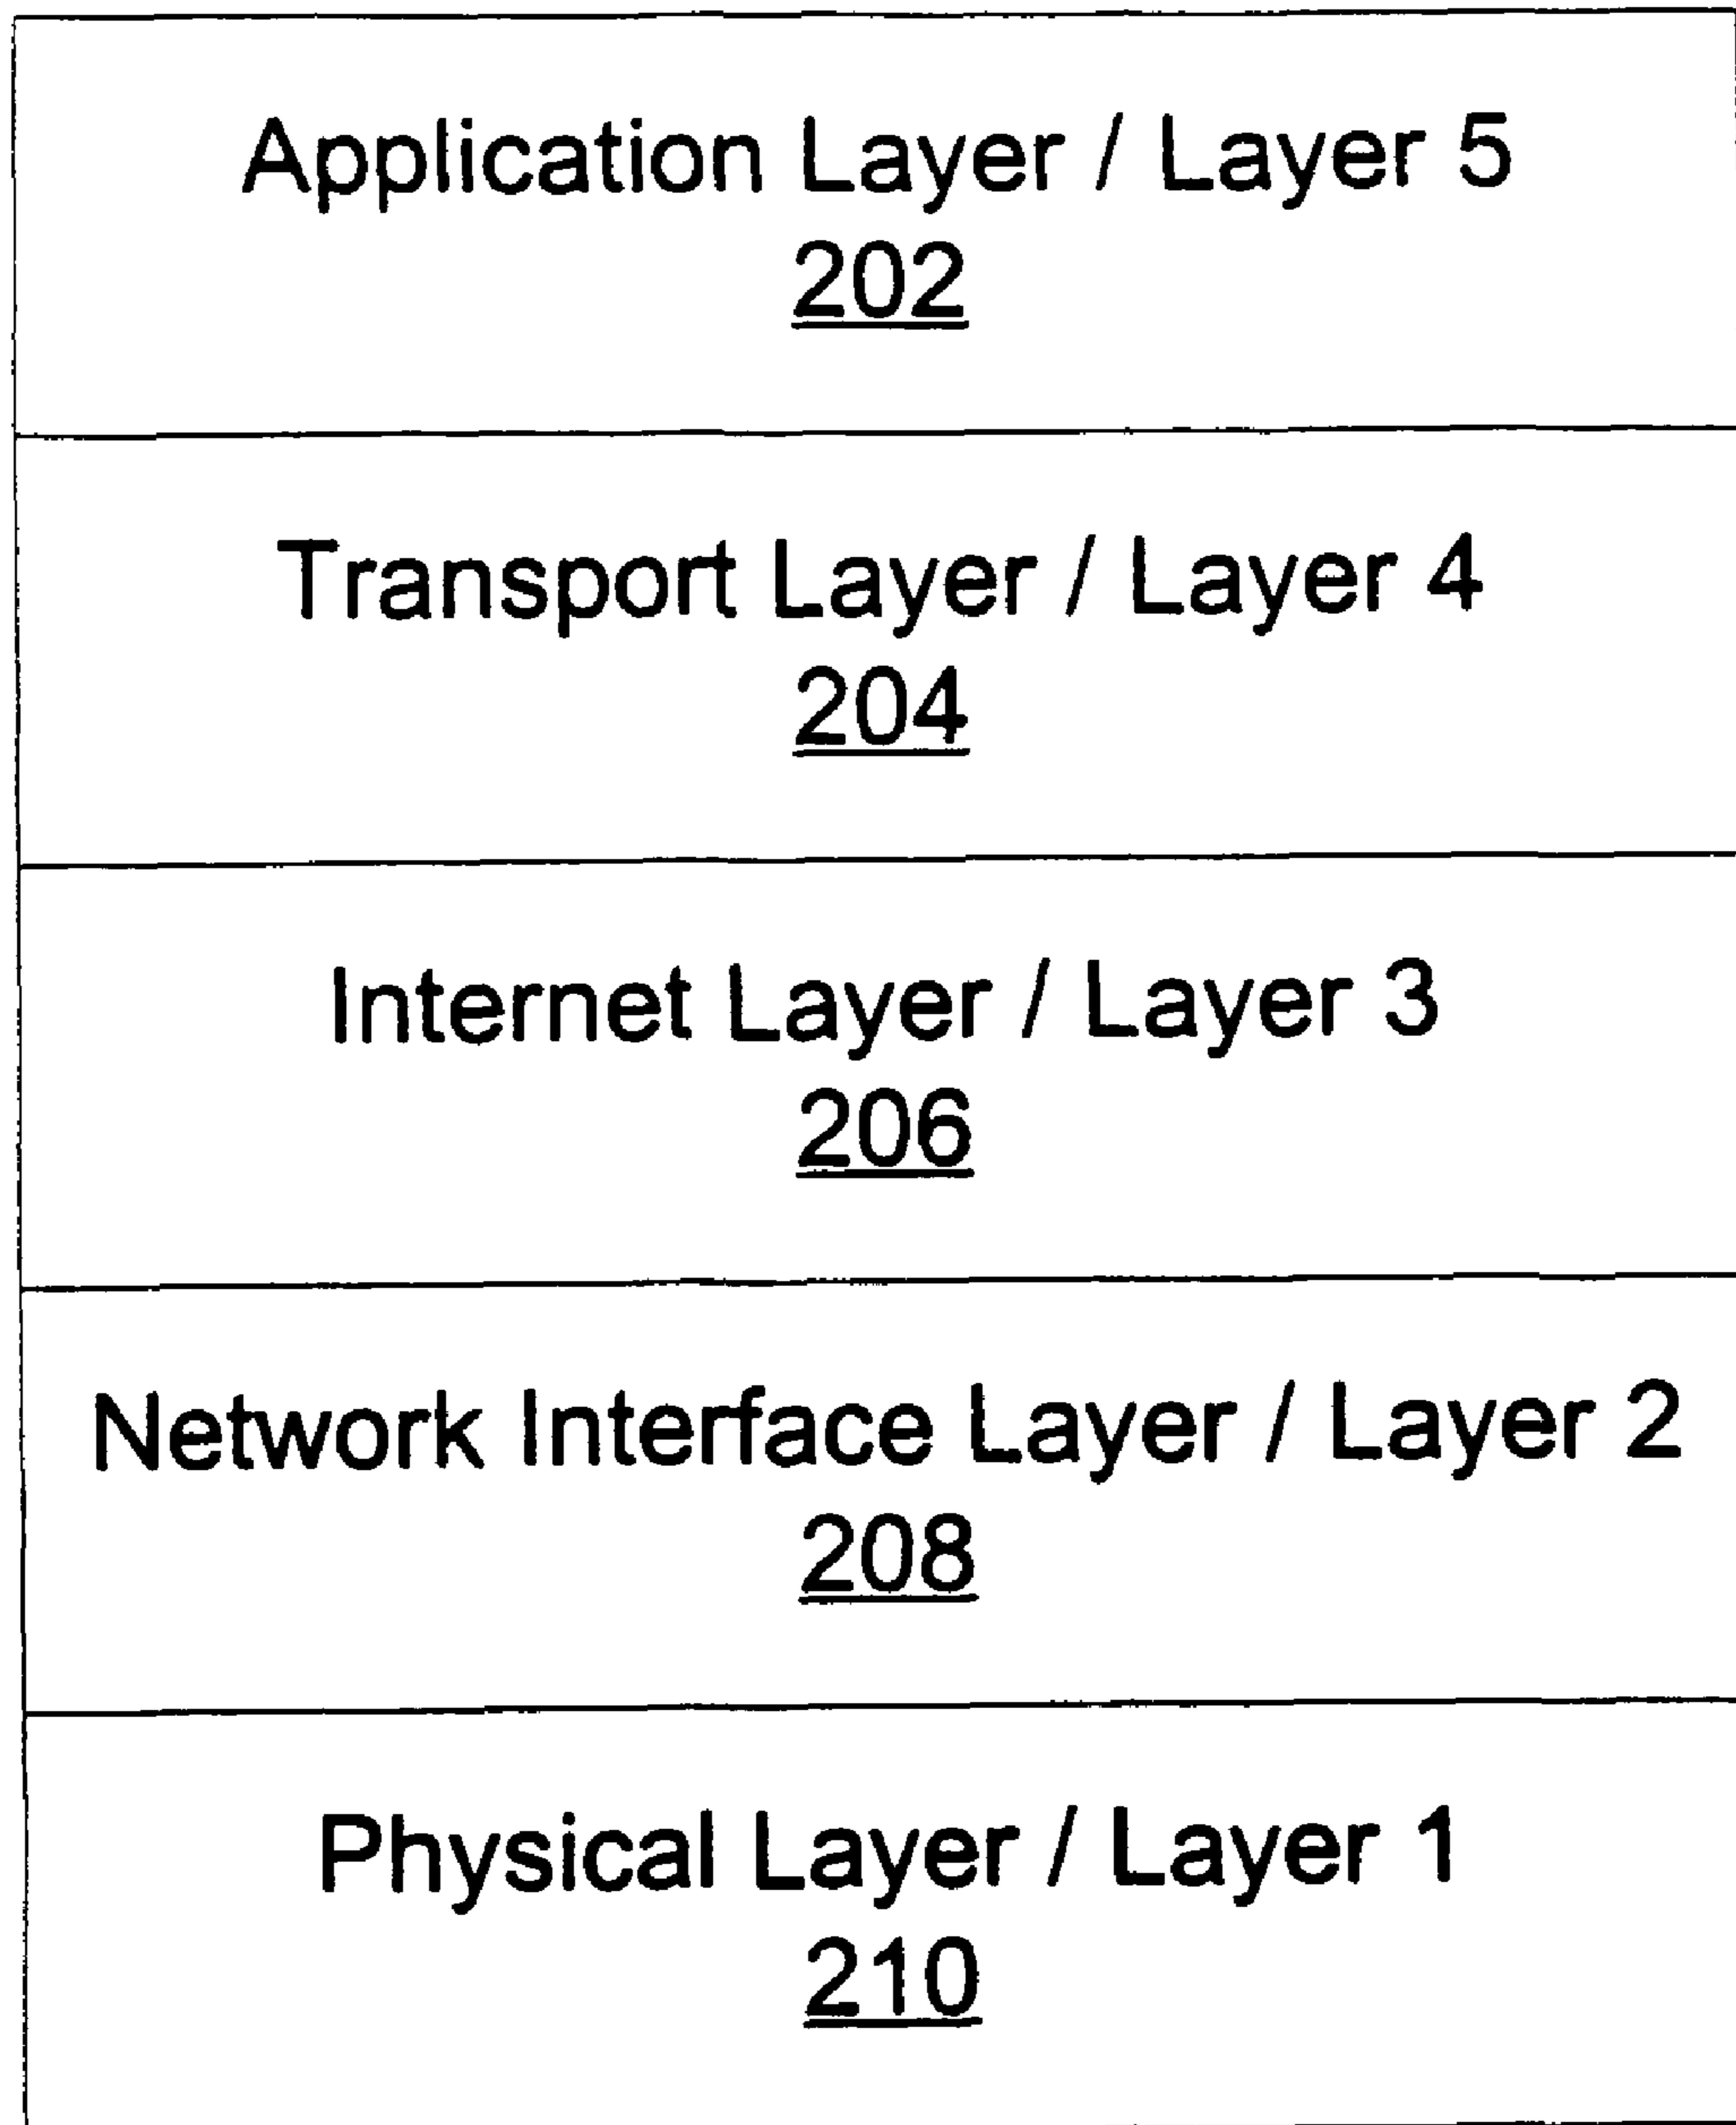 Application Layer / Layer 5
202
Transport Layer / Layer 4
204
Internet Layer / Layer 3
206
Network Interface Layer / Layer 2
208
Physical Layer / Layer 1
210